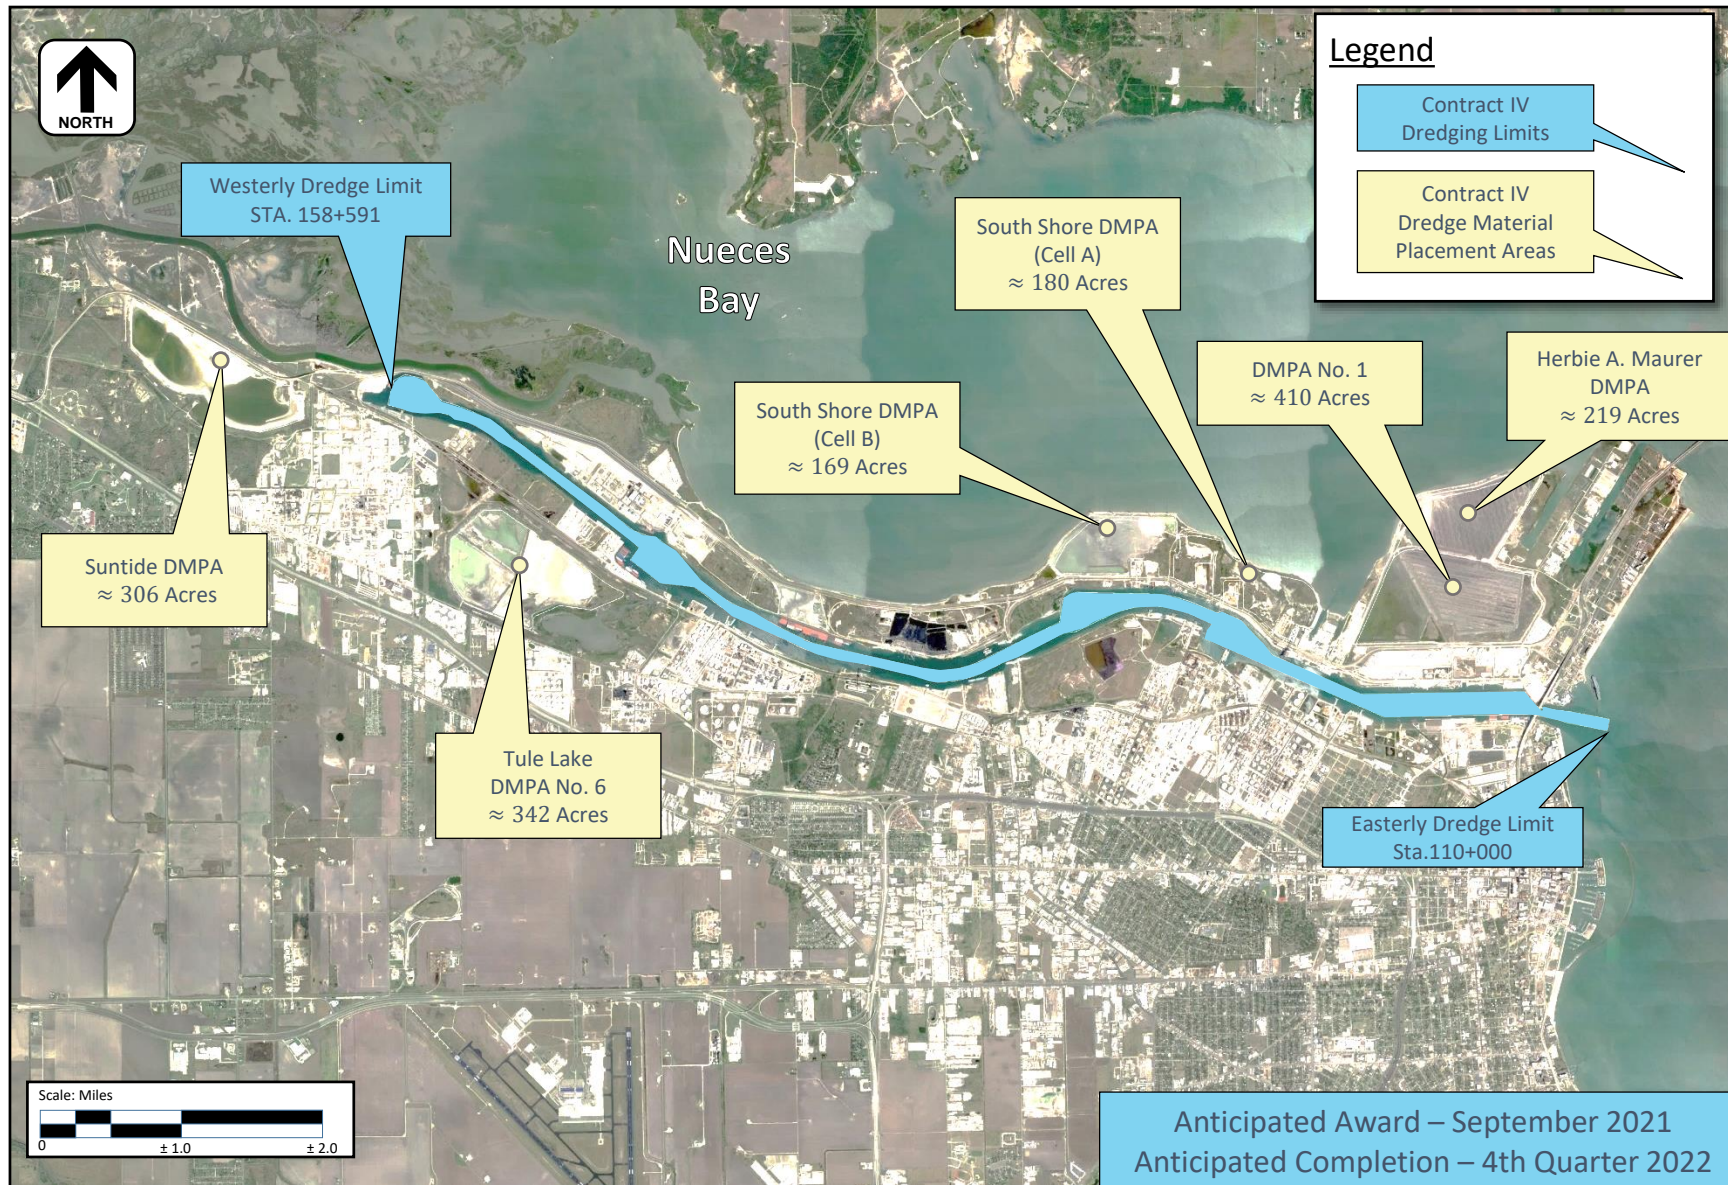 NORTH
Legend
Contract IV
Dredging Limits
Contract IV
Dredge Material
Placement Areas
Westerly Dredge Limit
STA. 158+591
Nueces
Bay
South Shore DMPA
(Cell A)
≈ 180 Acres
DMPA No. 1
≈ 410 Acres
Herbie A. Maurer
DMPA
≈ 219 Acres
South Shore DMPA
(Cell B)
≈ 169 Acres
Suntide DMPA
≈ 306 Acres
Tule Lake
DMPA No. 6
≈ 342 Acres
Easterly Dredge Limit
Sta.110+000
Scale: Miles
0 ± 1.0 ± 2.0
Anticipated Award – September 2021
Anticipated Completion – 4th Quarter 2022